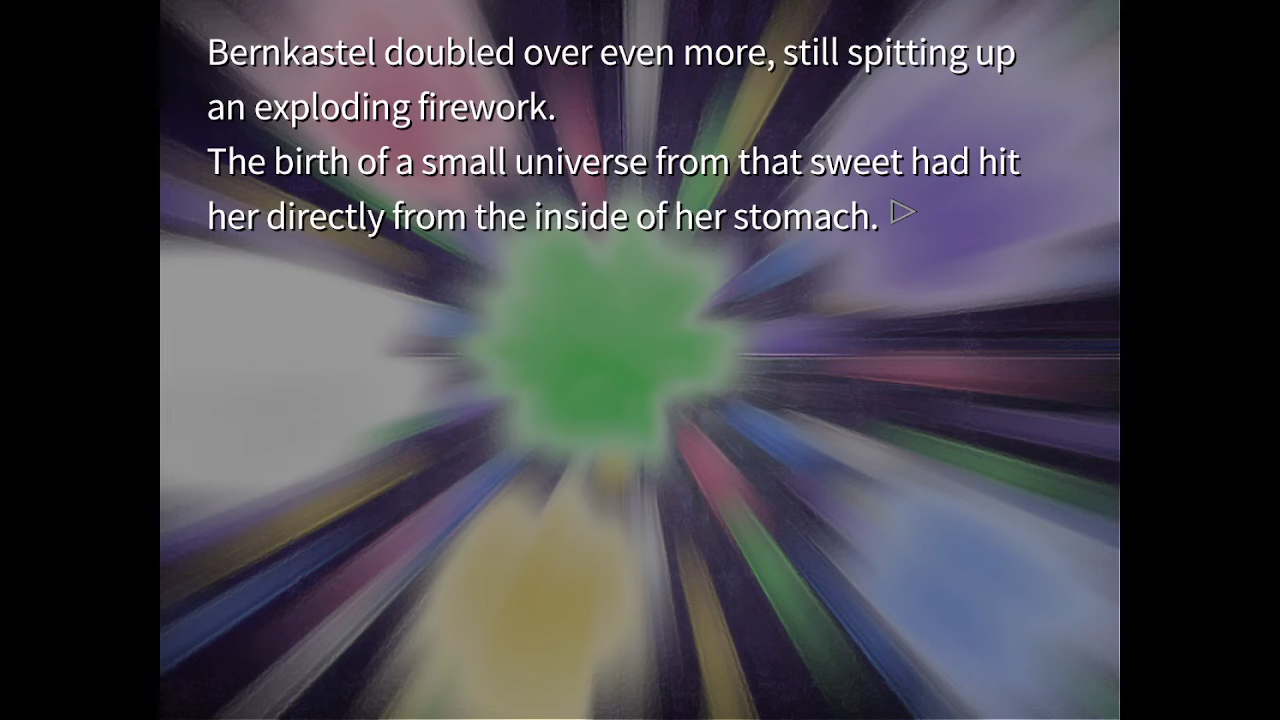 Bernkastel doubled over even more, still spitting up
an exploding firework.
The birth of a small universe from that sweet had hit
her directly from the inside of her stomach.